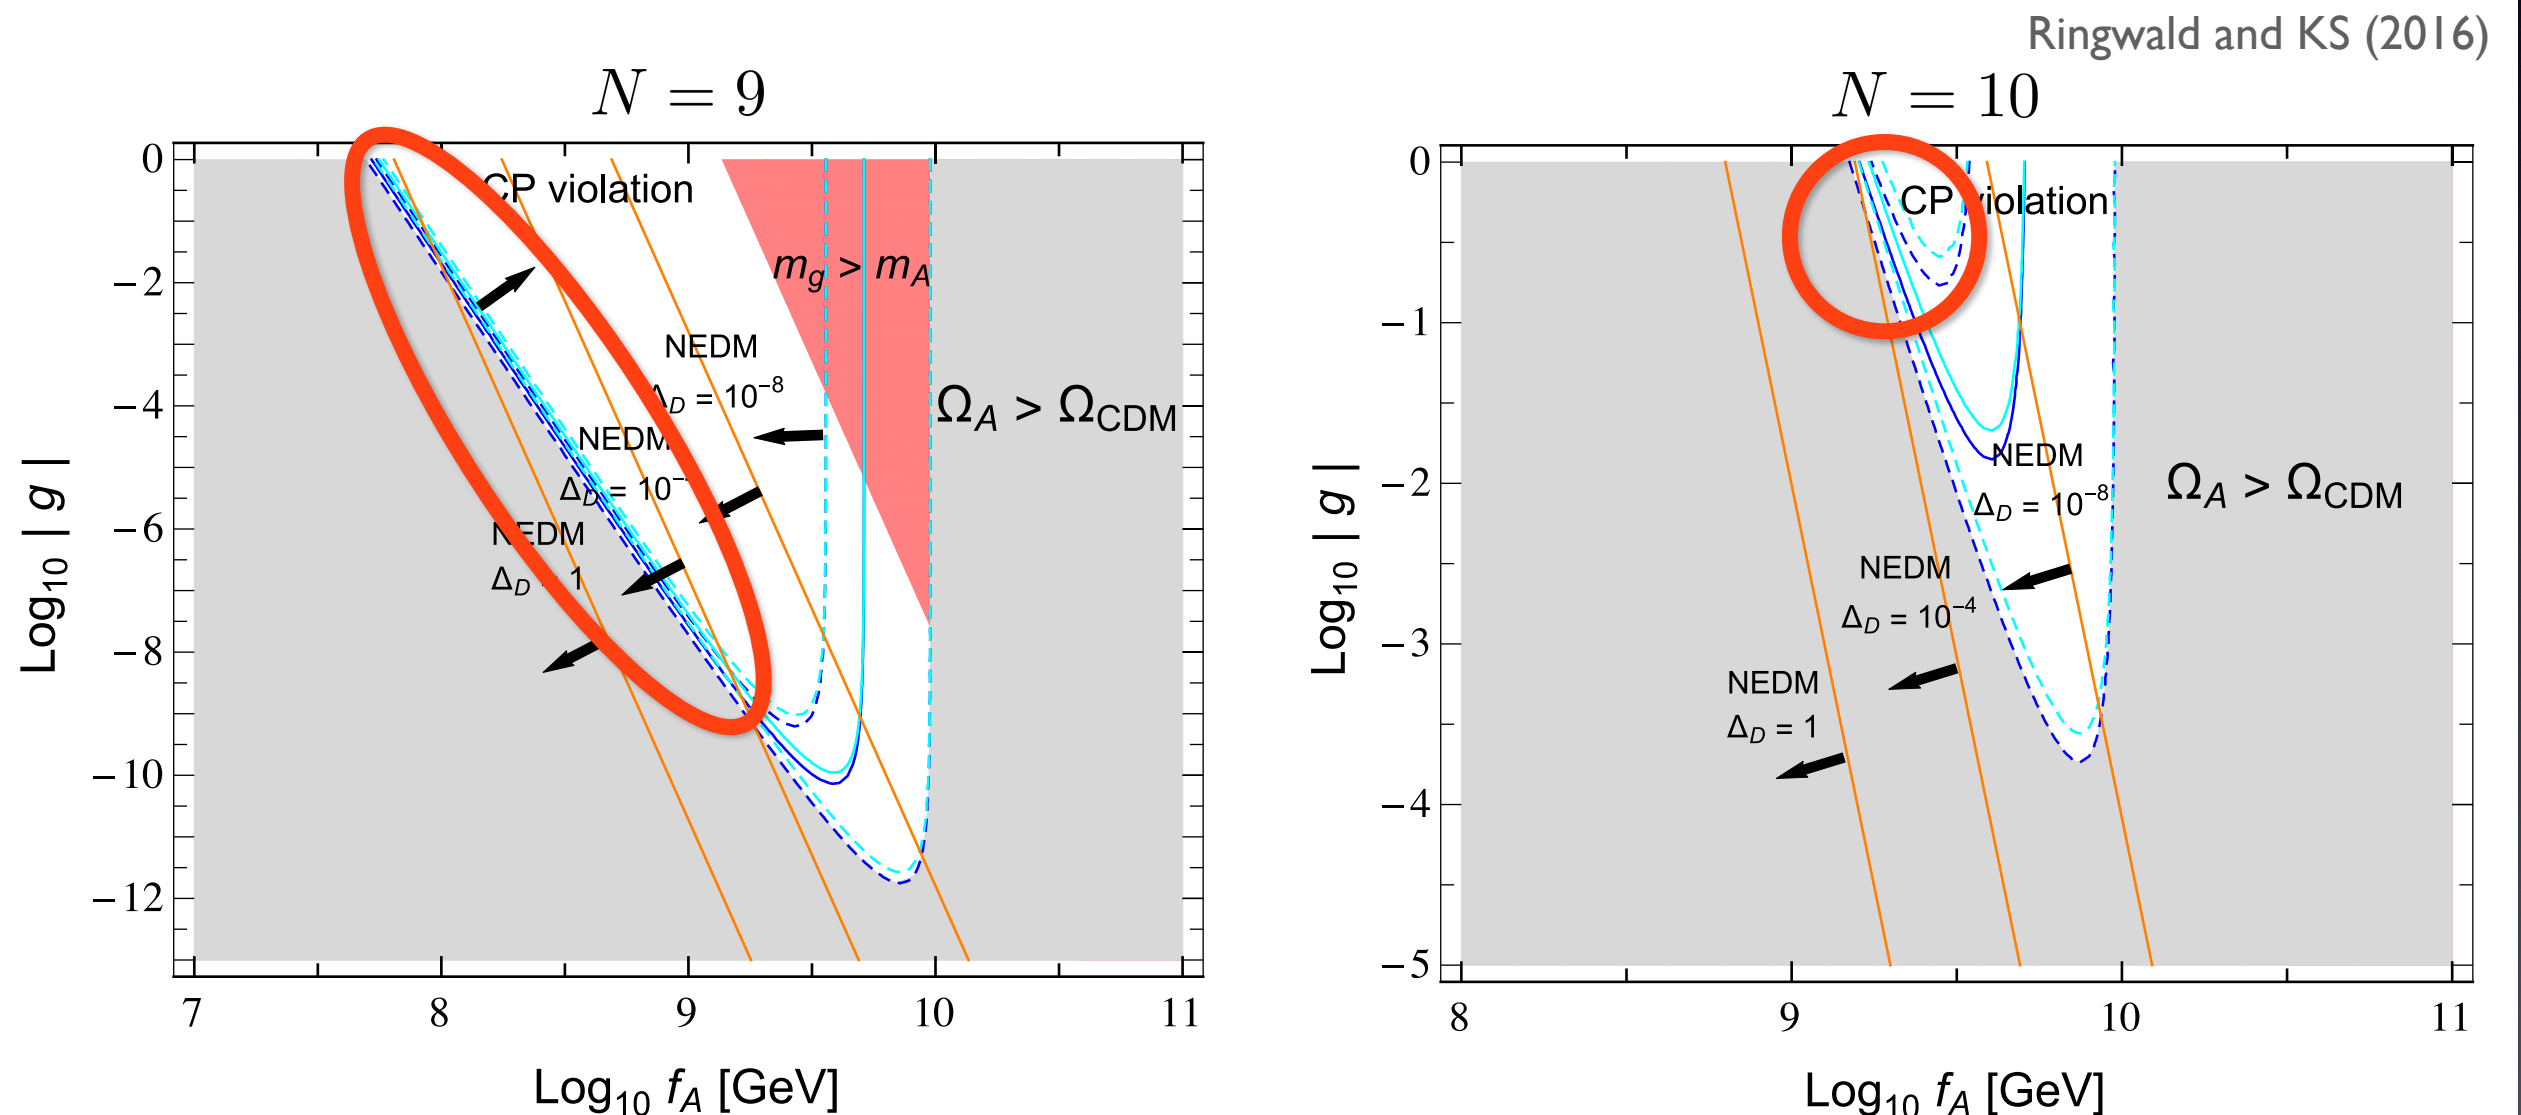 Ringwald and KS (2016)
N = 9
N = 10
0
−2
−4
−6
−8
−10
−12
Log₁₀ | g |
CP violation
m_g > m_A
NEDM
Δ_D = 10⁻⁸
NEDM
Δ_D = 10⁻
NEDM
Δ_D = 1
Ω_A > Ω_CDM
7
8
9
10
11
Log₁₀ f_A [GeV]
0
−1
−2
−3
−4
−5
Log₁₀ | g |
CP violation
NEDM
Δ_D = 10⁻⁸
NEDM
Δ_D = 10⁻⁴
NEDM
Δ_D = 1
Ω_A > Ω_CDM
8
9
10
11
Log₁₀ f_A [GeV]